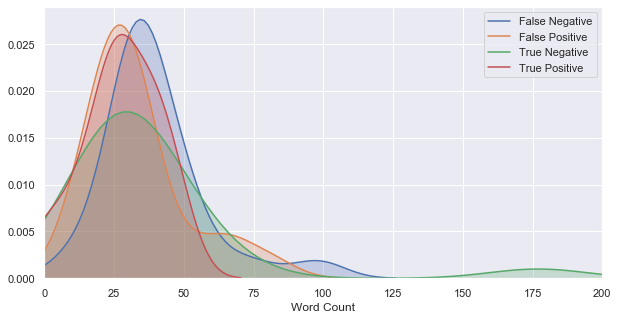 0.025
0.020
0.015
0.010
0.005
0.000
0 25 50 75 100 125 150 175 200
Word Count
False Negative
False Positive
True Negative
True Positive